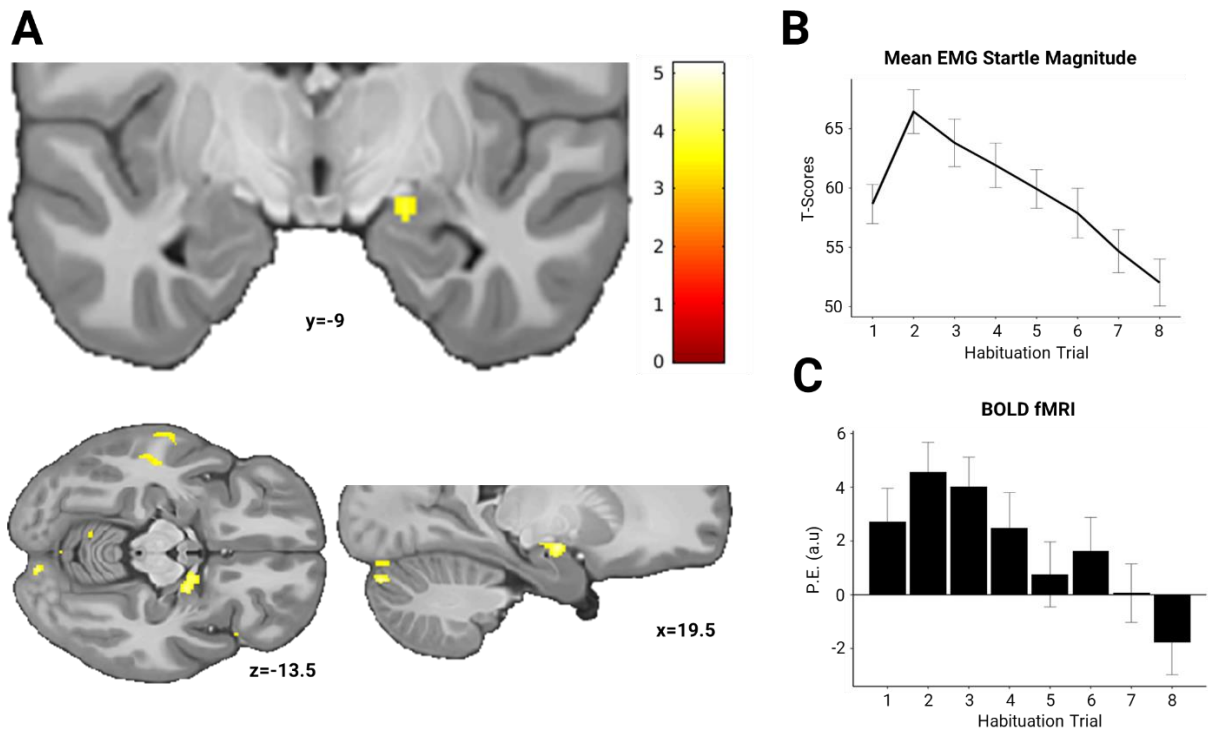 A
5
4
3
2
1
0
y=-9
z=-13.5
x=19.5
B
Mean EMG Startle Magnitude
T-Scores
65
60
55
50
1 2 3 4 5 6 7 8
Habituation Trial
C
BOLD fMRI
P.E. (a.u)
6
4
2
0
-2
1 2 3 4 5 6 7 8
Habituation Trial